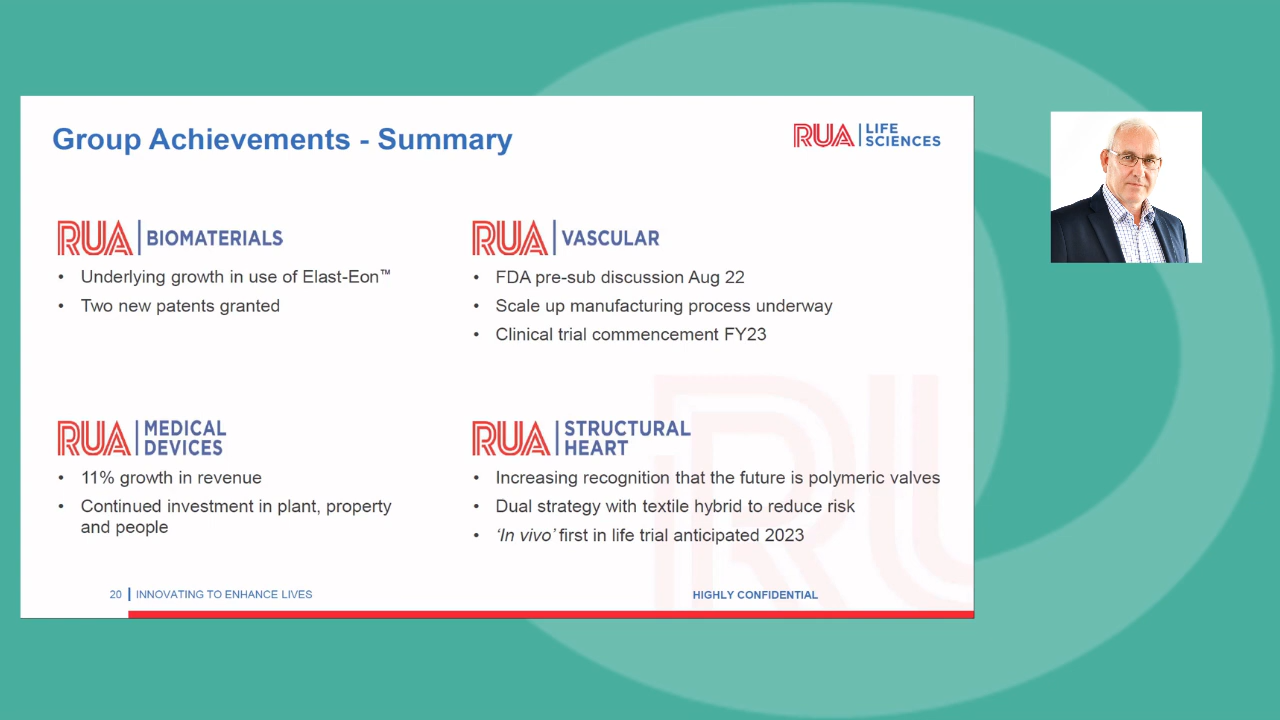 Group Achievements - Summary
RUA LIFE SCIENCES
RUA BIOMATERIALS
• Underlying growth in use of Elast-Eon™
• Two new patents granted
RUA VASCULAR
• FDA pre-sub discussion Aug 22
• Scale up manufacturing process underway
• Clinical trial commencement FY23
RUA MEDICAL DEVICES
• 11% growth in revenue
• Continued investment in plant, property
and people
RUA STRUCTURAL HEART
• Increasing recognition that the future is polymeric valves
• Dual strategy with textile hybrid to reduce risk
• ‘In vivo’ first in life trial anticipated 2023
20 INNOVATING TO ENHANCE LIVES
HIGHLY CONFIDENTIAL